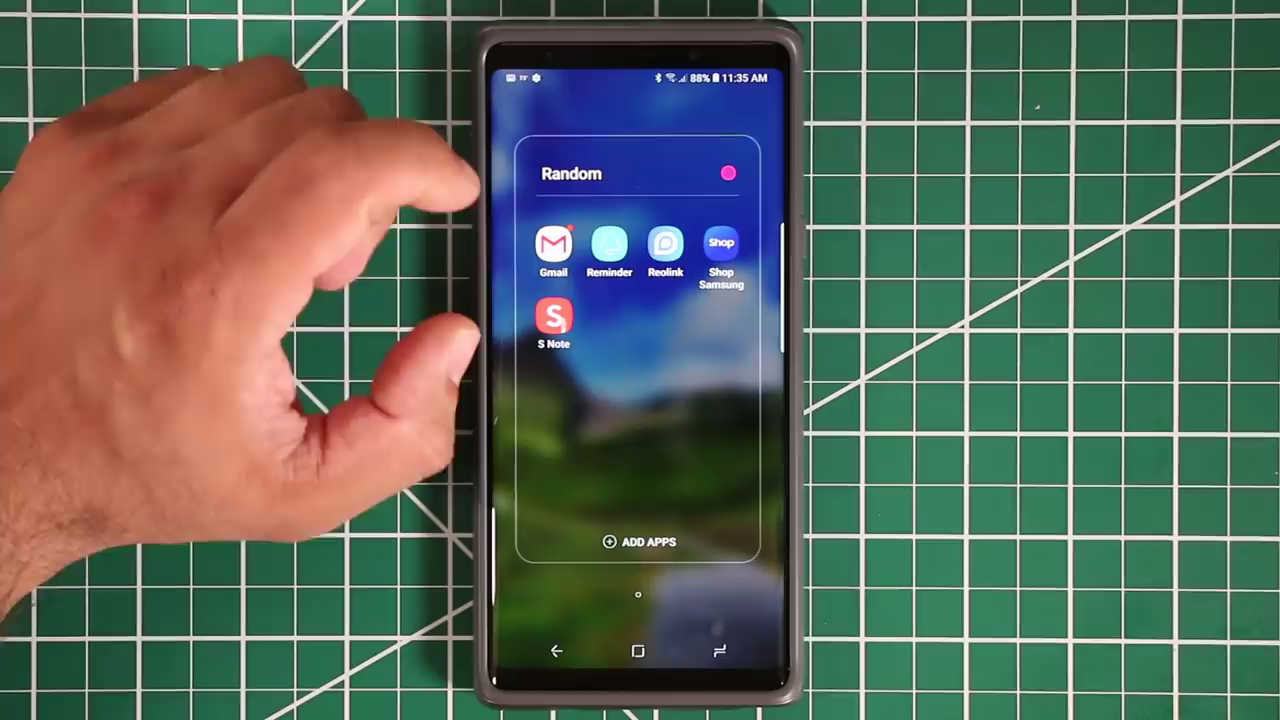 88% 11:35 AM
Random
Shop
Gmail Reminder Reolink Shop
Samsung
S
S Note
ADD APPS